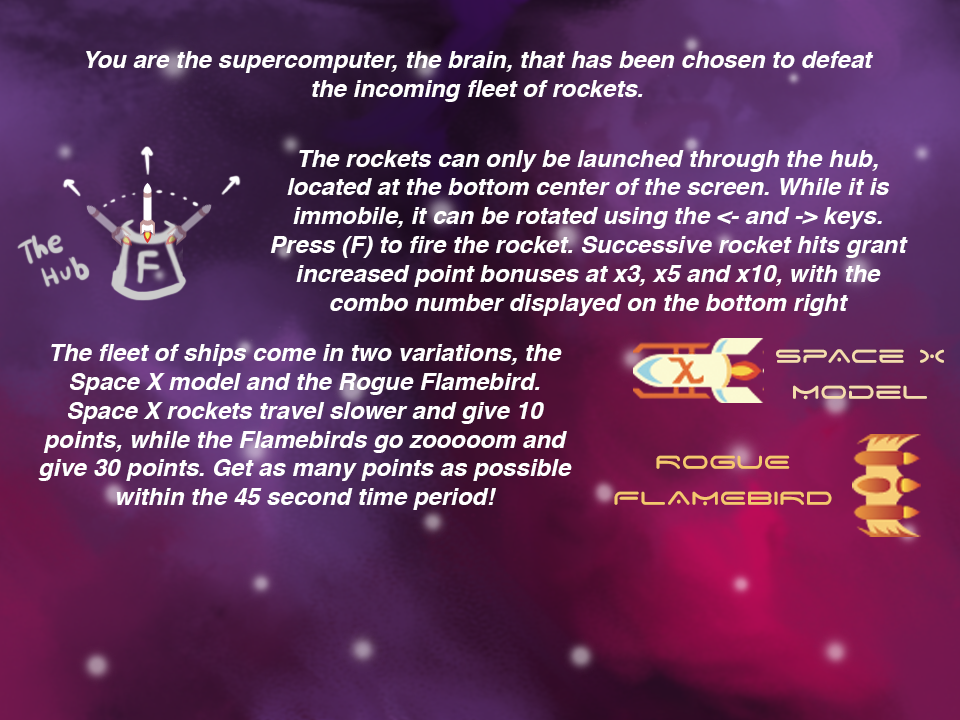 You are the supercomputer, the brain, that has been chosen to defeat
the incoming fleet of rockets.
The rockets can only be launched through the hub,
located at the bottom center of the screen. While it is
immobile, it can be rotated using the <- and -> keys.
Press (F) to fire the rocket. Successive rocket hits grant
increased point bonuses at x3, x5 and x10, with the
combo number displayed on the bottom right
The
Hub
F
The fleet of ships come in two variations, the
Space X model and the Rogue Flamebird.
Space X rockets travel slower and give 10
points, while the Flamebirds go zooooom and
give 30 points. Get as many points as possible
within the 45 second time period!
X
SPACE X
MODEL
ROGUE
FLAMEBIRD